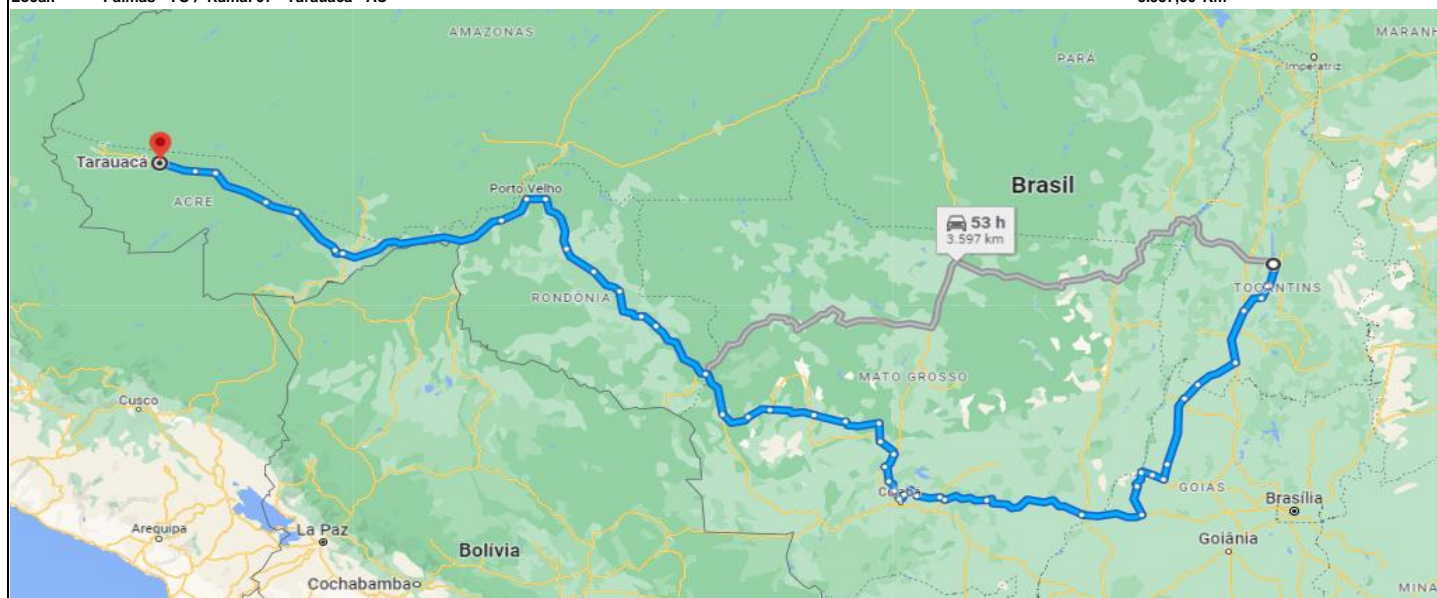 AMAZONAS
MARANH
PARÁ
Imperatriz
Tarauacá
ACRE
Porto Velho
Brasil
53 h
3.597 km
TOCANTINS
RONDÔNIA
MATO GROSSO
Cusco
Cuiabá
GOIÁS
Brasília
Arequipa
La Paz
Goiânia
Bolívia
Cochabamba
MINA